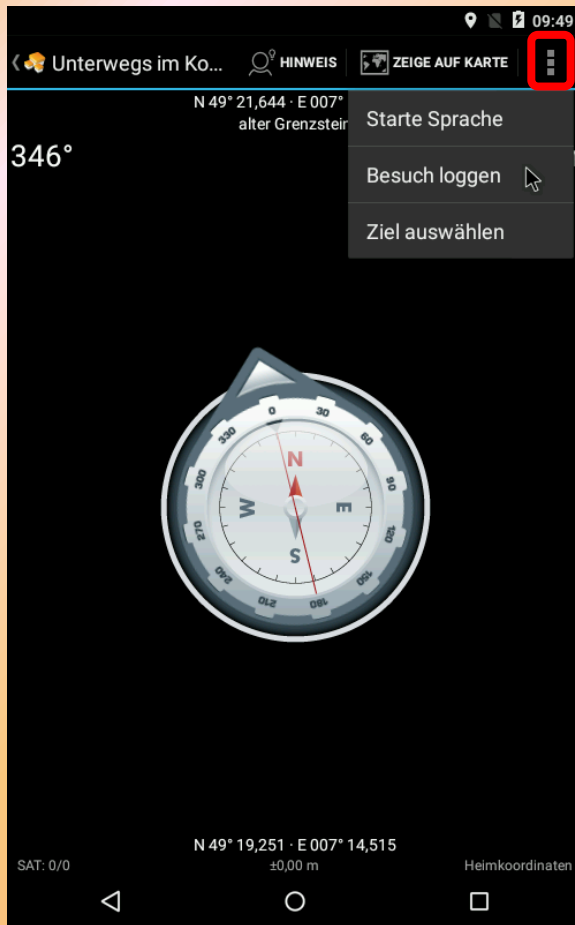 09:49
Unterwegs im Ko... HINWEIS ZEIGE AUF KARTE
N 49° 21,644 · E 007°
alter Grenzstein
346°
Starte Sprache
Besuch loggen
Ziel auswählen
0
30
60
90
120
150
180
210
240
270
300
330
N
E
S
W
N 49° 19,251 · E 007° 14,515
SAT: 0/0 ±0,00 m Heimkoordinaten